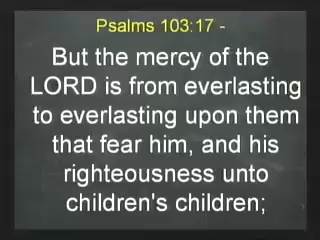 Psalms 103:17 -
But the mercy of the
LORD is from everlasting
to everlasting upon them
that fear him, and his
righteousness unto
children's children;